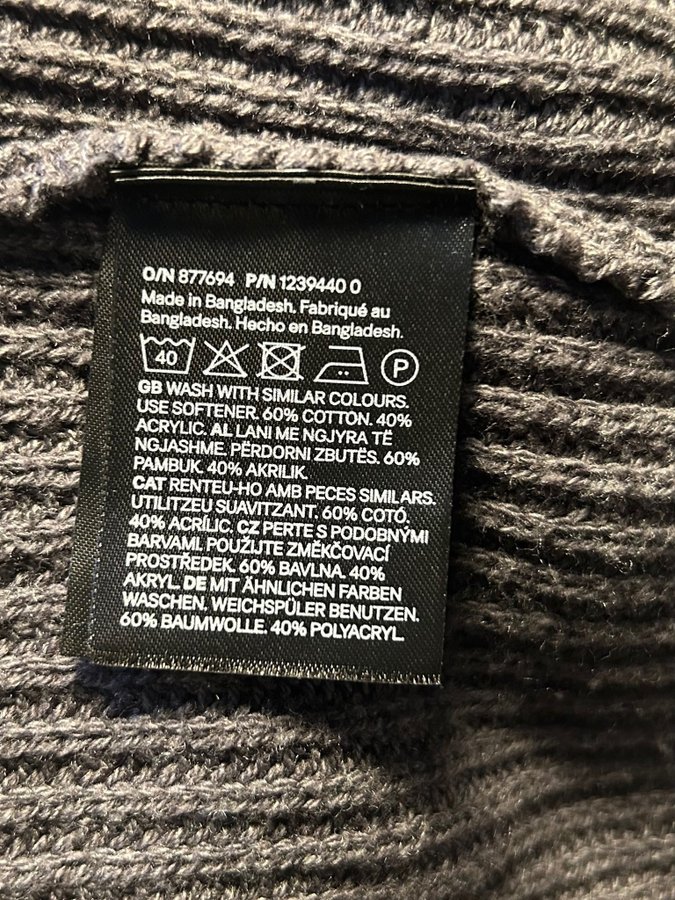 O/N 877694 P/N 1239440 0
Made in Bangladesh. Fabriqué au
Bangladesh. Hecho en Bangladesh.
40 P
GB WASH WITH SIMILAR COLOURS.
USE SOFTENER. 60% COTTON. 40%
ACRYLIC. AL LANI ME NGJYRA TË
NGJASHME. PËRDORNI ZBUTËS. 60%
PAMBUK. 40% AKRILIK.
CAT RENTEU-HO AMB PECES SIMILARS.
UTILITZEU SUAVITZANT. 60% COTÓ.
40% ACRÍLIC. CZ PERTE S PODOBNÝMI
BARVAMI. POUŽIJTE ZMĚKČOVACÍ
PROSTŘEDEK. 60% BAVLNA. 40%
AKRYL. DE MIT ÄHNLICHEN FARBEN
WASCHEN. WEICHSPÜLER BENUTZEN.
60% BAUMWOLLE. 40% POLYACRYL.